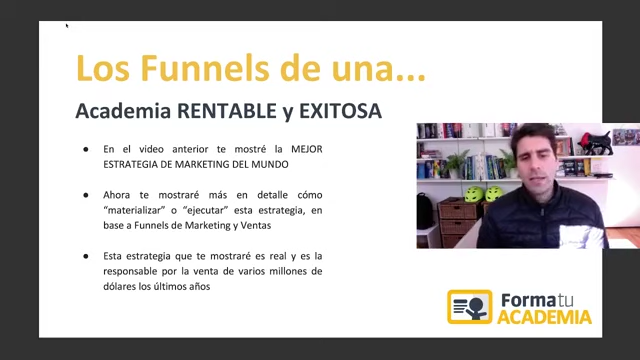 Los Funnels de una...
Academia RENTABLE y EXITOSA
● En el video anterior te mostré la MEJOR
ESTRATEGIA DE MARKETING DEL MUNDO
● Ahora te mostraré más en detalle cómo
“materializar” o “ejecutar” esta estrategia, en
base a Funnels de Marketing y Ventas
● Esta estrategia que te mostraré es real y es la
responsable por la venta de varios millones de
dólares los últimos años
Formatu
ACADEMIA